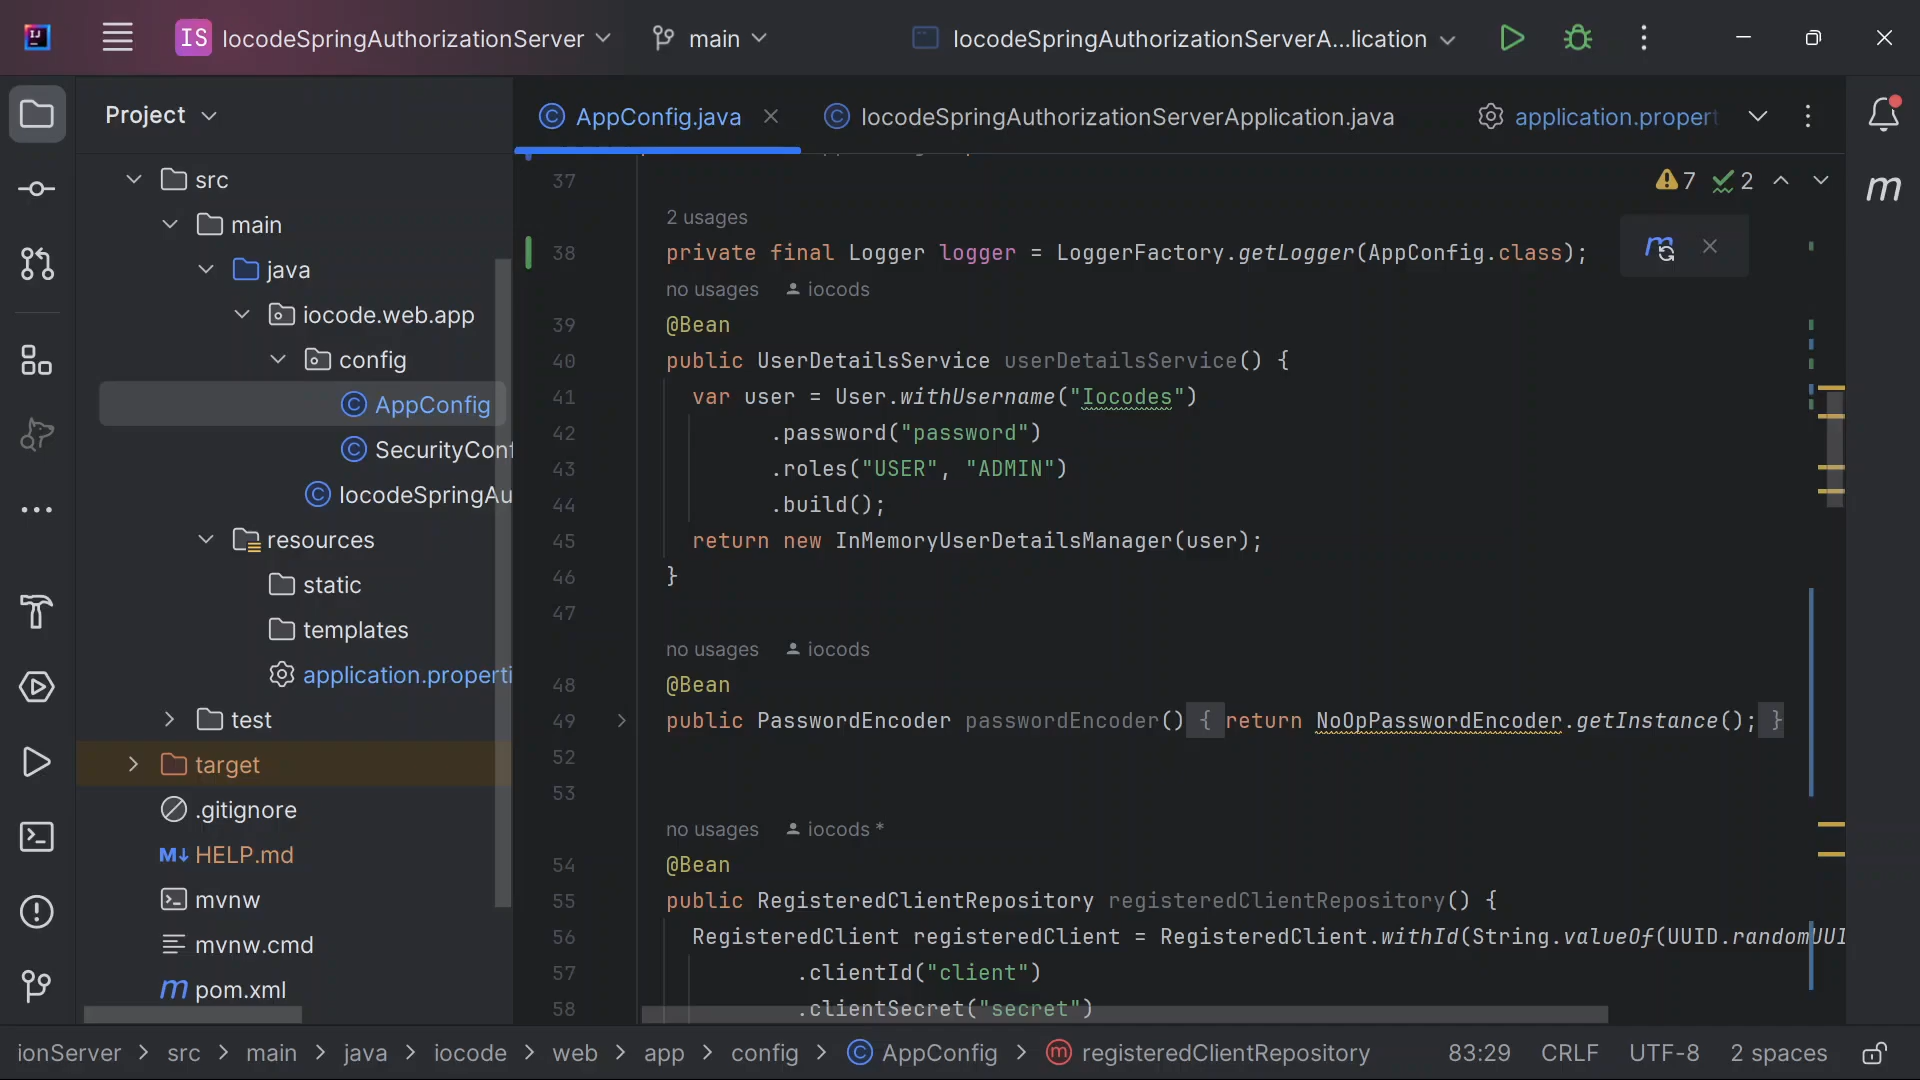 IS IocodeSpringAuthorizationServer main IocodeSpringAuthorizationServerA...lication
Project
src
main
java
iocode.web.app
config
AppConfig
SecurityConf
IocodeSpringAu
resources
static
templates
application.properti
test
target
.gitignore
M↓ HELP.md
mvnw
mvnw.cmd
m pom.xml
AppConfig.java IocodeSpringAuthorizationServerApplication.java application.propert
7 2
37
2 usages
38 private final Logger logger = LoggerFactory.getLogger(AppConfig.class);
no usages iocods
39 @Bean
40 public UserDetailsService userDetailsService() {
41 var user = User.withUsername("Iocodes")
42 .password("password")
43 .roles("USER", "ADMIN")
44 .build();
45 return new InMemoryUserDetailsManager(user);
46 }
47
no usages iocods
48 @Bean
49 public PasswordEncoder passwordEncoder() { return NoOpPasswordEncoder.getInstance(); }
52
53
no usages iocods *
54 @Bean
55 public RegisteredClientRepository registeredClientRepository() {
56 RegisteredClient registeredClient = RegisteredClient.withId(String.valueOf(UUID.randomUUI
57 .clientId("client")
58 .clientSecret("secret")
m
ionServer > src > main > java > iocode > web > app > config > AppConfig > registeredClientRepository 83:29 CRLF UTF-8 2 spaces